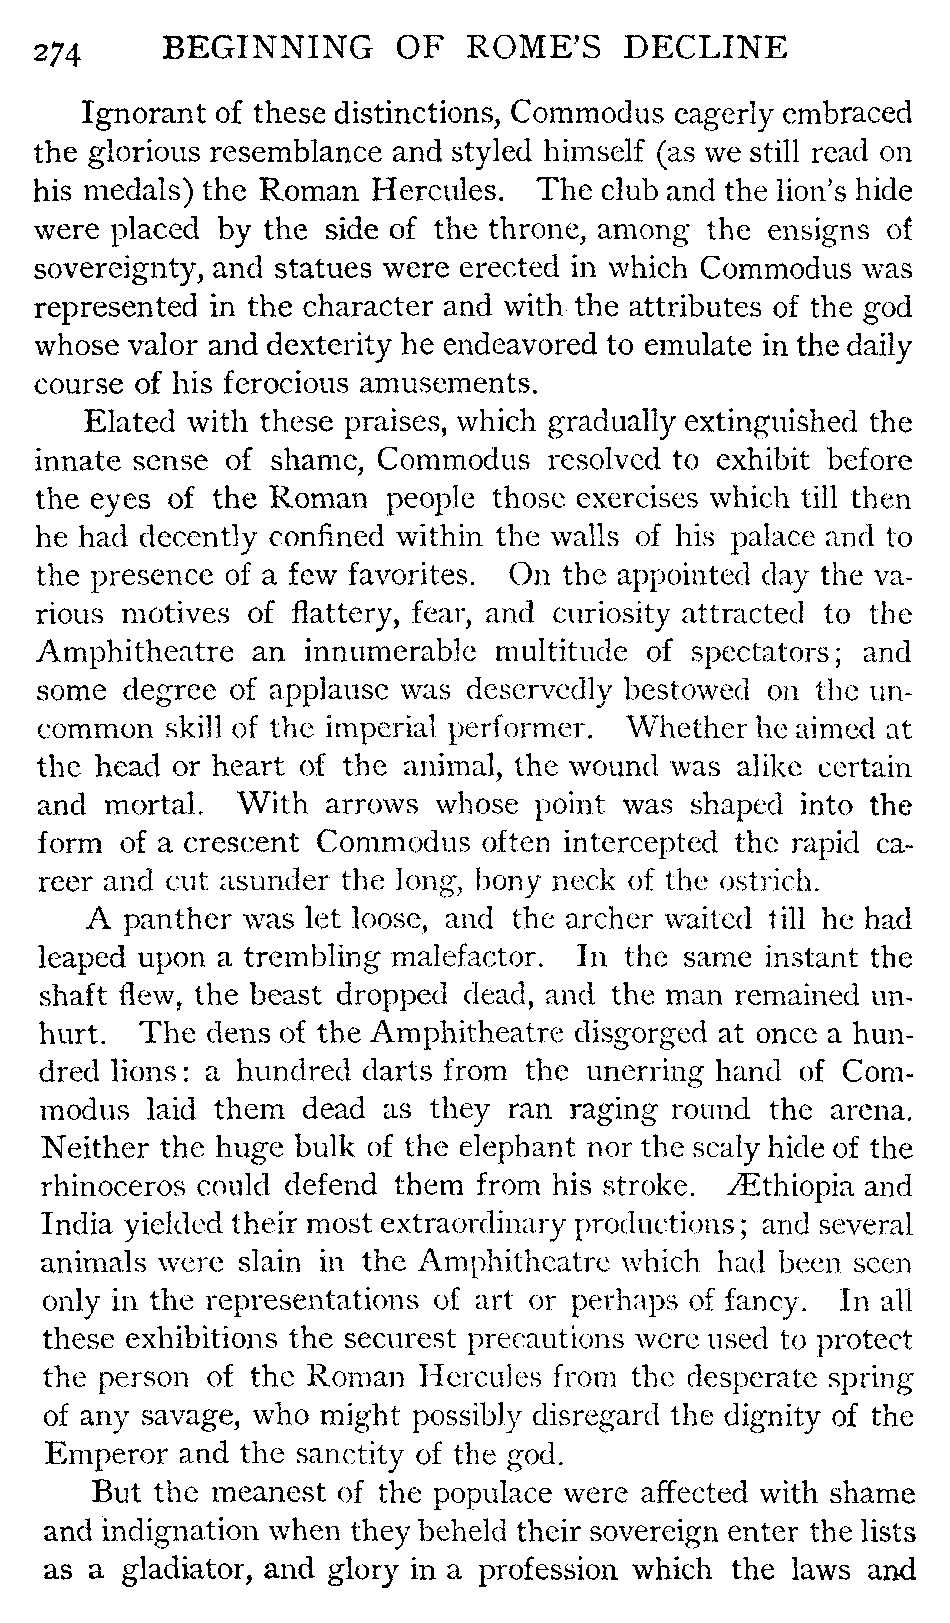 274 BEGINNING OF ROME'S DECLINE
Ignorant of these distinctions, Commodus eagerly embraced
the glorious resemblance and styled himself (as we still read on
his medals) the Roman Hercules. The club and the lion's hide
were placed by the side of the throne, among the ensigns of
sovereignty, and statues were erected in which Commodus was
represented in the character and with the attributes of the god
whose valor and dexterity he endeavored to emulate in the daily
course of his ferocious amusements.
Elated with these praises, which gradually extinguished the
innate sense of shame, Commodus resolved to exhibit before
the eyes of the Roman people those exercises which till then
he had decently confined within the walls of his palace and to
the presence of a few favorites. On the appointed day the va-
rious motives of flattery, fear, and curiosity attracted to the
Amphitheatre an innumerable multitude of spectators; and
some degree of applause was deservedly bestowed on the un-
common skill of the imperial performer. Whether he aimed at
the head or heart of the animal, the wound was alike certain
and mortal. With arrows whose point was shaped into the
form of a crescent Commodus often intercepted the rapid ca-
reer and cut asunder the long, bony neck of the ostrich.
A panther was let loose, and the archer waited till he had
leaped upon a trembling malefactor. In the same instant the
shaft flew, the beast dropped dead, and the man remained un-
hurt. The dens of the Amphitheatre disgorged at once a hun-
dred lions: a hundred darts from the unerring hand of Com-
modus laid them dead as they ran raging round the arena.
Neither the huge bulk of the elephant nor the scaly hide of the
rhinoceros could defend them from his stroke. Æthiopia and
India yielded their most extraordinary productions; and several
animals were slain in the Amphitheatre which had been seen
only in the representations of art or perhaps of fancy. In all
these exhibitions the securest precautions were used to protect
the person of the Roman Hercules from the desperate spring
of any savage, who might possibly disregard the dignity of the
Emperor and the sanctity of the god.
But the meanest of the populace were affected with shame
and indignation when they beheld their sovereign enter the lists
as a gladiator, and glory in a profession which the laws and